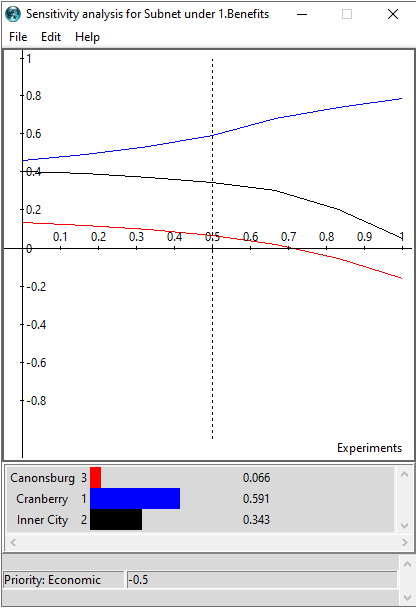 Sensitivity analysis for Subnet under 1.Benefits
File Edit Help
1
0.8
0.6
0.4
0.2
0 0.1 0.2 0.3 0.4 0.5 0.6 0.7 0.8 0.9 1
-0.2
-0.4
-0.6
-0.8
Experiments
Canonsburg 3 0.066
Cranberry 1 0.591
Inner City 2 0.343
Priority: Economic -0.5